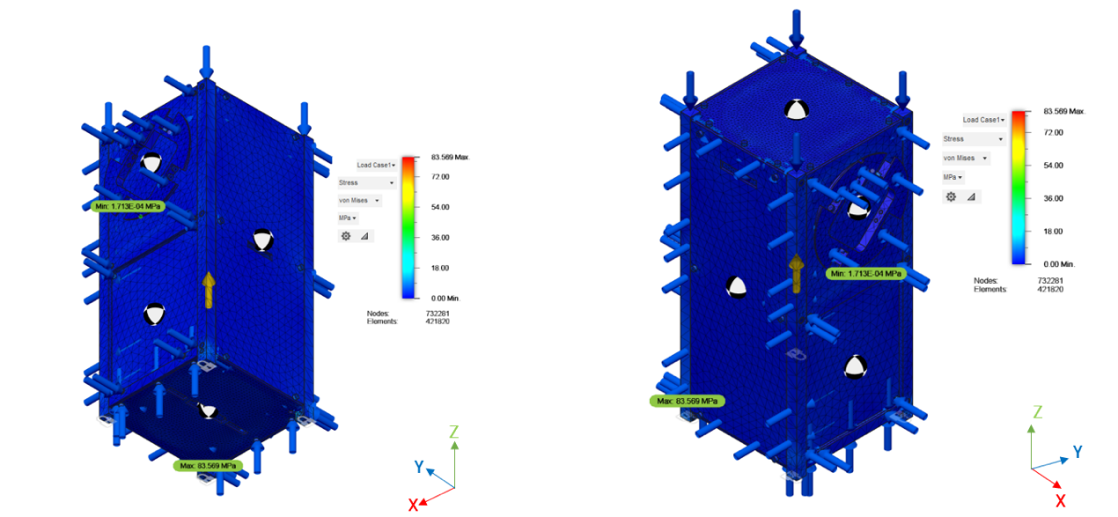 Load Case1
Stress
von Mises
MPa
83.569 Max.
72.00
54.00
36.00
18.00
0.00 Min.
Nodes: 732281
Elements: 421820
Min: 1.713E-04 MPa
Max: 83.569 MPa
Z
Y
X
Load Case1
Stress
von Mises
MPa
83.569 Max.
72.00
54.00
36.00
18.00
0.00 Min.
Nodes: 732281
Elements: 421820
Min: 1.713E-04 MPa
Max: 83.569 MPa
Z
Y
X